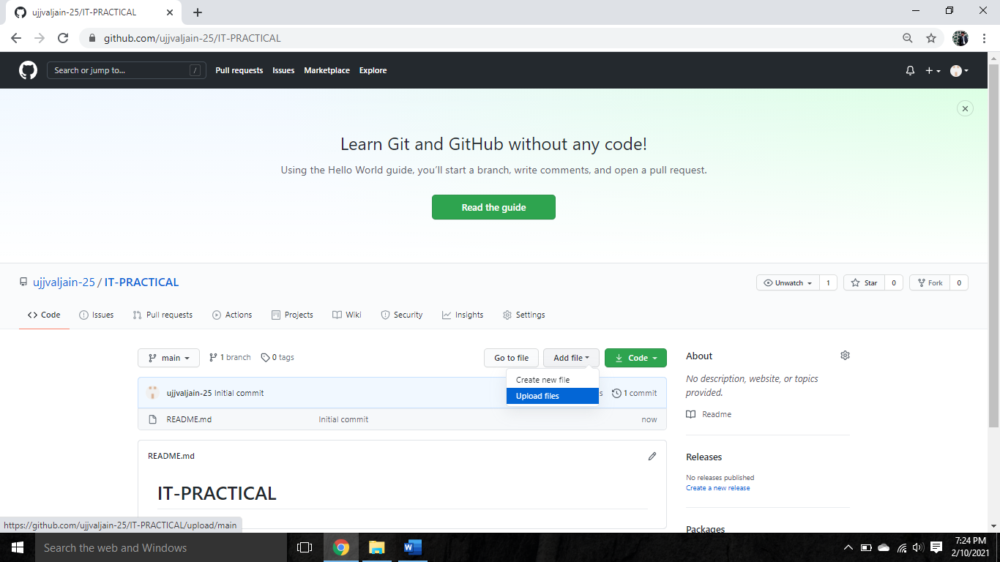 ujjvaljain-25/IT-PRACTICAL
github.com/ujjvaljain-25/IT-PRACTICAL
Search or jump to... / Pull requests Issues Marketplace Explore
Learn Git and GitHub without any code!
Using the Hello World guide, you’ll start a branch, write comments, and open a pull request.
Read the guide
ujjvaljain-25 / IT-PRACTICAL Unwatch 1 Star 0 Fork 0
Code Issues Pull requests Actions Projects Wiki Security Insights Settings
main 1 branch 0 tags Go to file Add file Code
Create new file
Upload files
ujjvaljain-25 Initial commit 1 commit
README.md Initial commit now
README.md
IT-PRACTICAL
About
No description, website, or topics
provided.
Readme
Releases
No releases published
Create a new release
Packages
https://github.com/ujjvaljain-25/IT-PRACTICAL/upload/main
Search the web and Windows
7:24 PM
2/10/2021